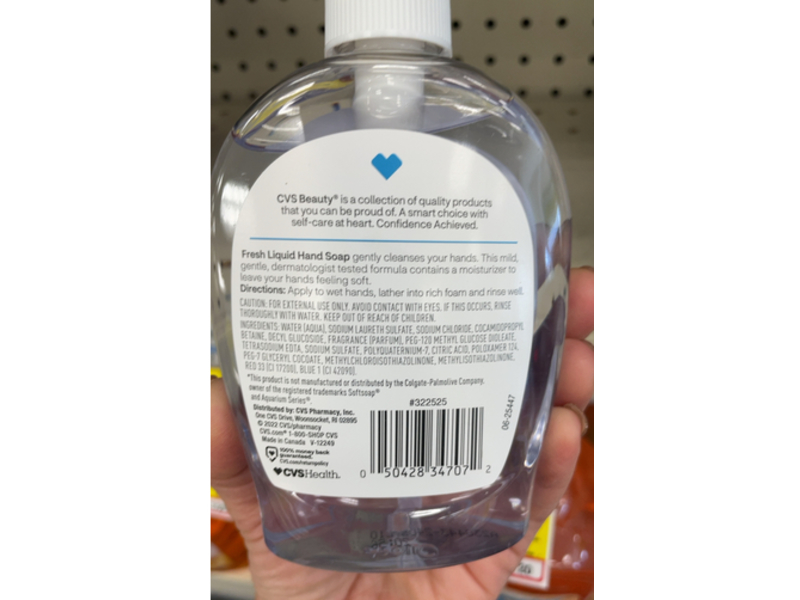 CVS Beauty® is a collection of quality products
that you can be proud of. A smart choice with
self-care at heart. Confidence Achieved.
Fresh Liquid Hand Soap gently cleanses your hands. This mild,
gentle, dermatologist tested formula contains a moisturizer to
leave your hands feeling soft.
Directions: Apply to wet hands, lather into rich foam and rinse well.
CAUTION: FOR EXTERNAL USE ONLY. AVOID CONTACT WITH EYES. IF THIS OCCURS, RINSE
THOROUGHLY WITH WATER. KEEP OUT OF REACH OF CHILDREN.
INGREDIENTS: WATER (AQUA), SODIUM LAURETH SULFATE, SODIUM CHLORIDE, COCAMIDOPROPYL
BETAINE, DECYL GLUCOSIDE, FRAGRANCE (PARFUM), PEG-120 METHYL GLUCOSE DIOLEATE,
TETRASODIUM EDTA, SODIUM SULFATE, POLYQUATERNIUM-7, CITRIC ACID, POLOXAMER 124,
PEG-7 GLYCERYL COCOATE, METHYLCHLOROISOTHIAZOLINONE, METHYLISOTHIAZOLINONE,
RED 33 (CI 17200), BLUE 1 (CI 42090).
*This product is not manufactured or distributed by the Colgate-Palmolive Company,
owner of the registered trademarks Softsoap®
and Aquarium Series®.
Distributed by: CVS Pharmacy, Inc.
One CVS Drive, Woonsocket, RI 02895
© 2022 CVS/pharmacy
CVS.com® 1-800-SHOP CVS
Made in Canada V-12249
100% money back
guaranteed.
CVS.com/returnpolicy
CVSHealth.
#322525
0 50428 34707 2
06-25447